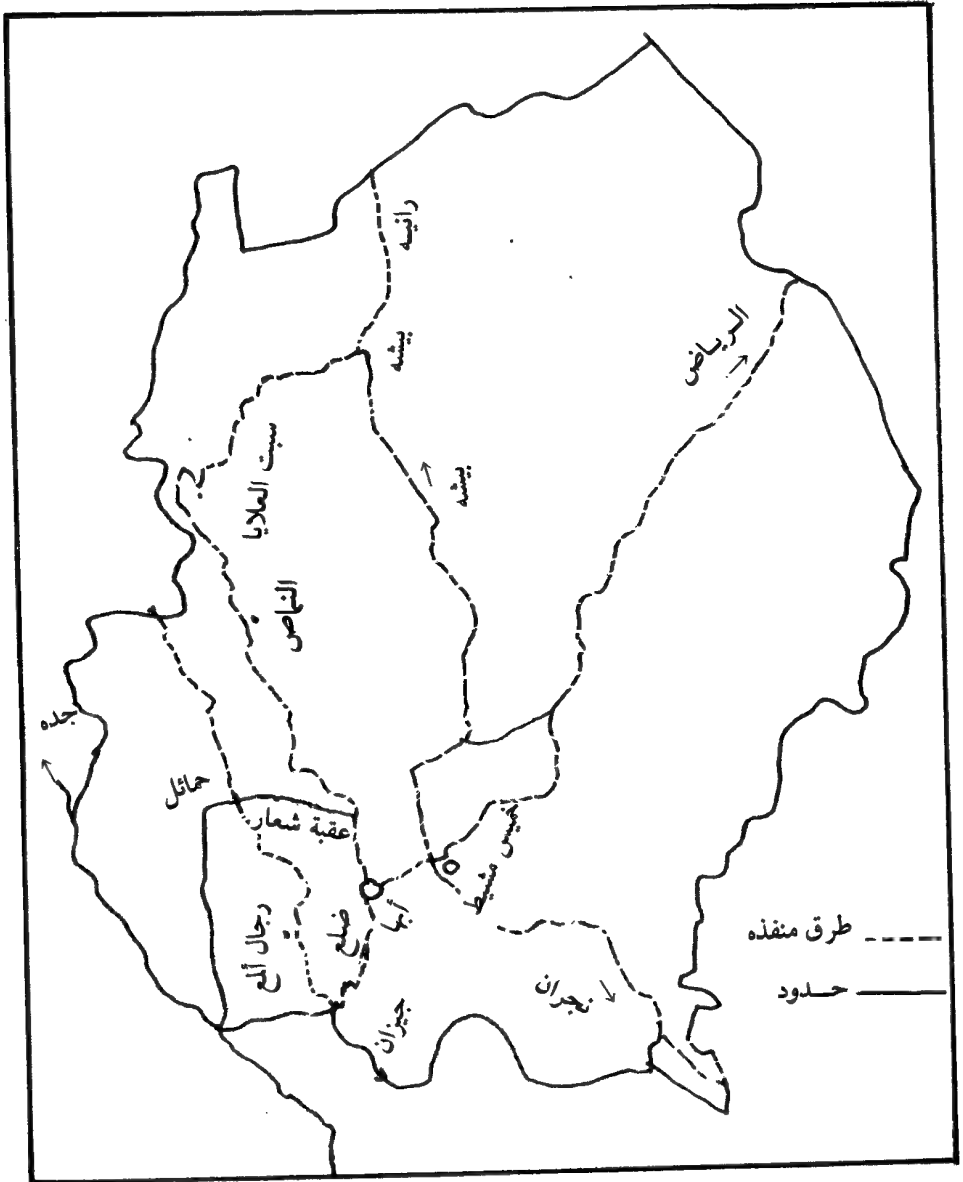 رانيه
بيشه
الرياض
سبت العلايا
بيشه
النماص
جده
حمائل
عقبة شعار
خميس مشيط
أبها
ضلع
رجال ألمع
جيزان
نجران
طرق منفذه
حدود